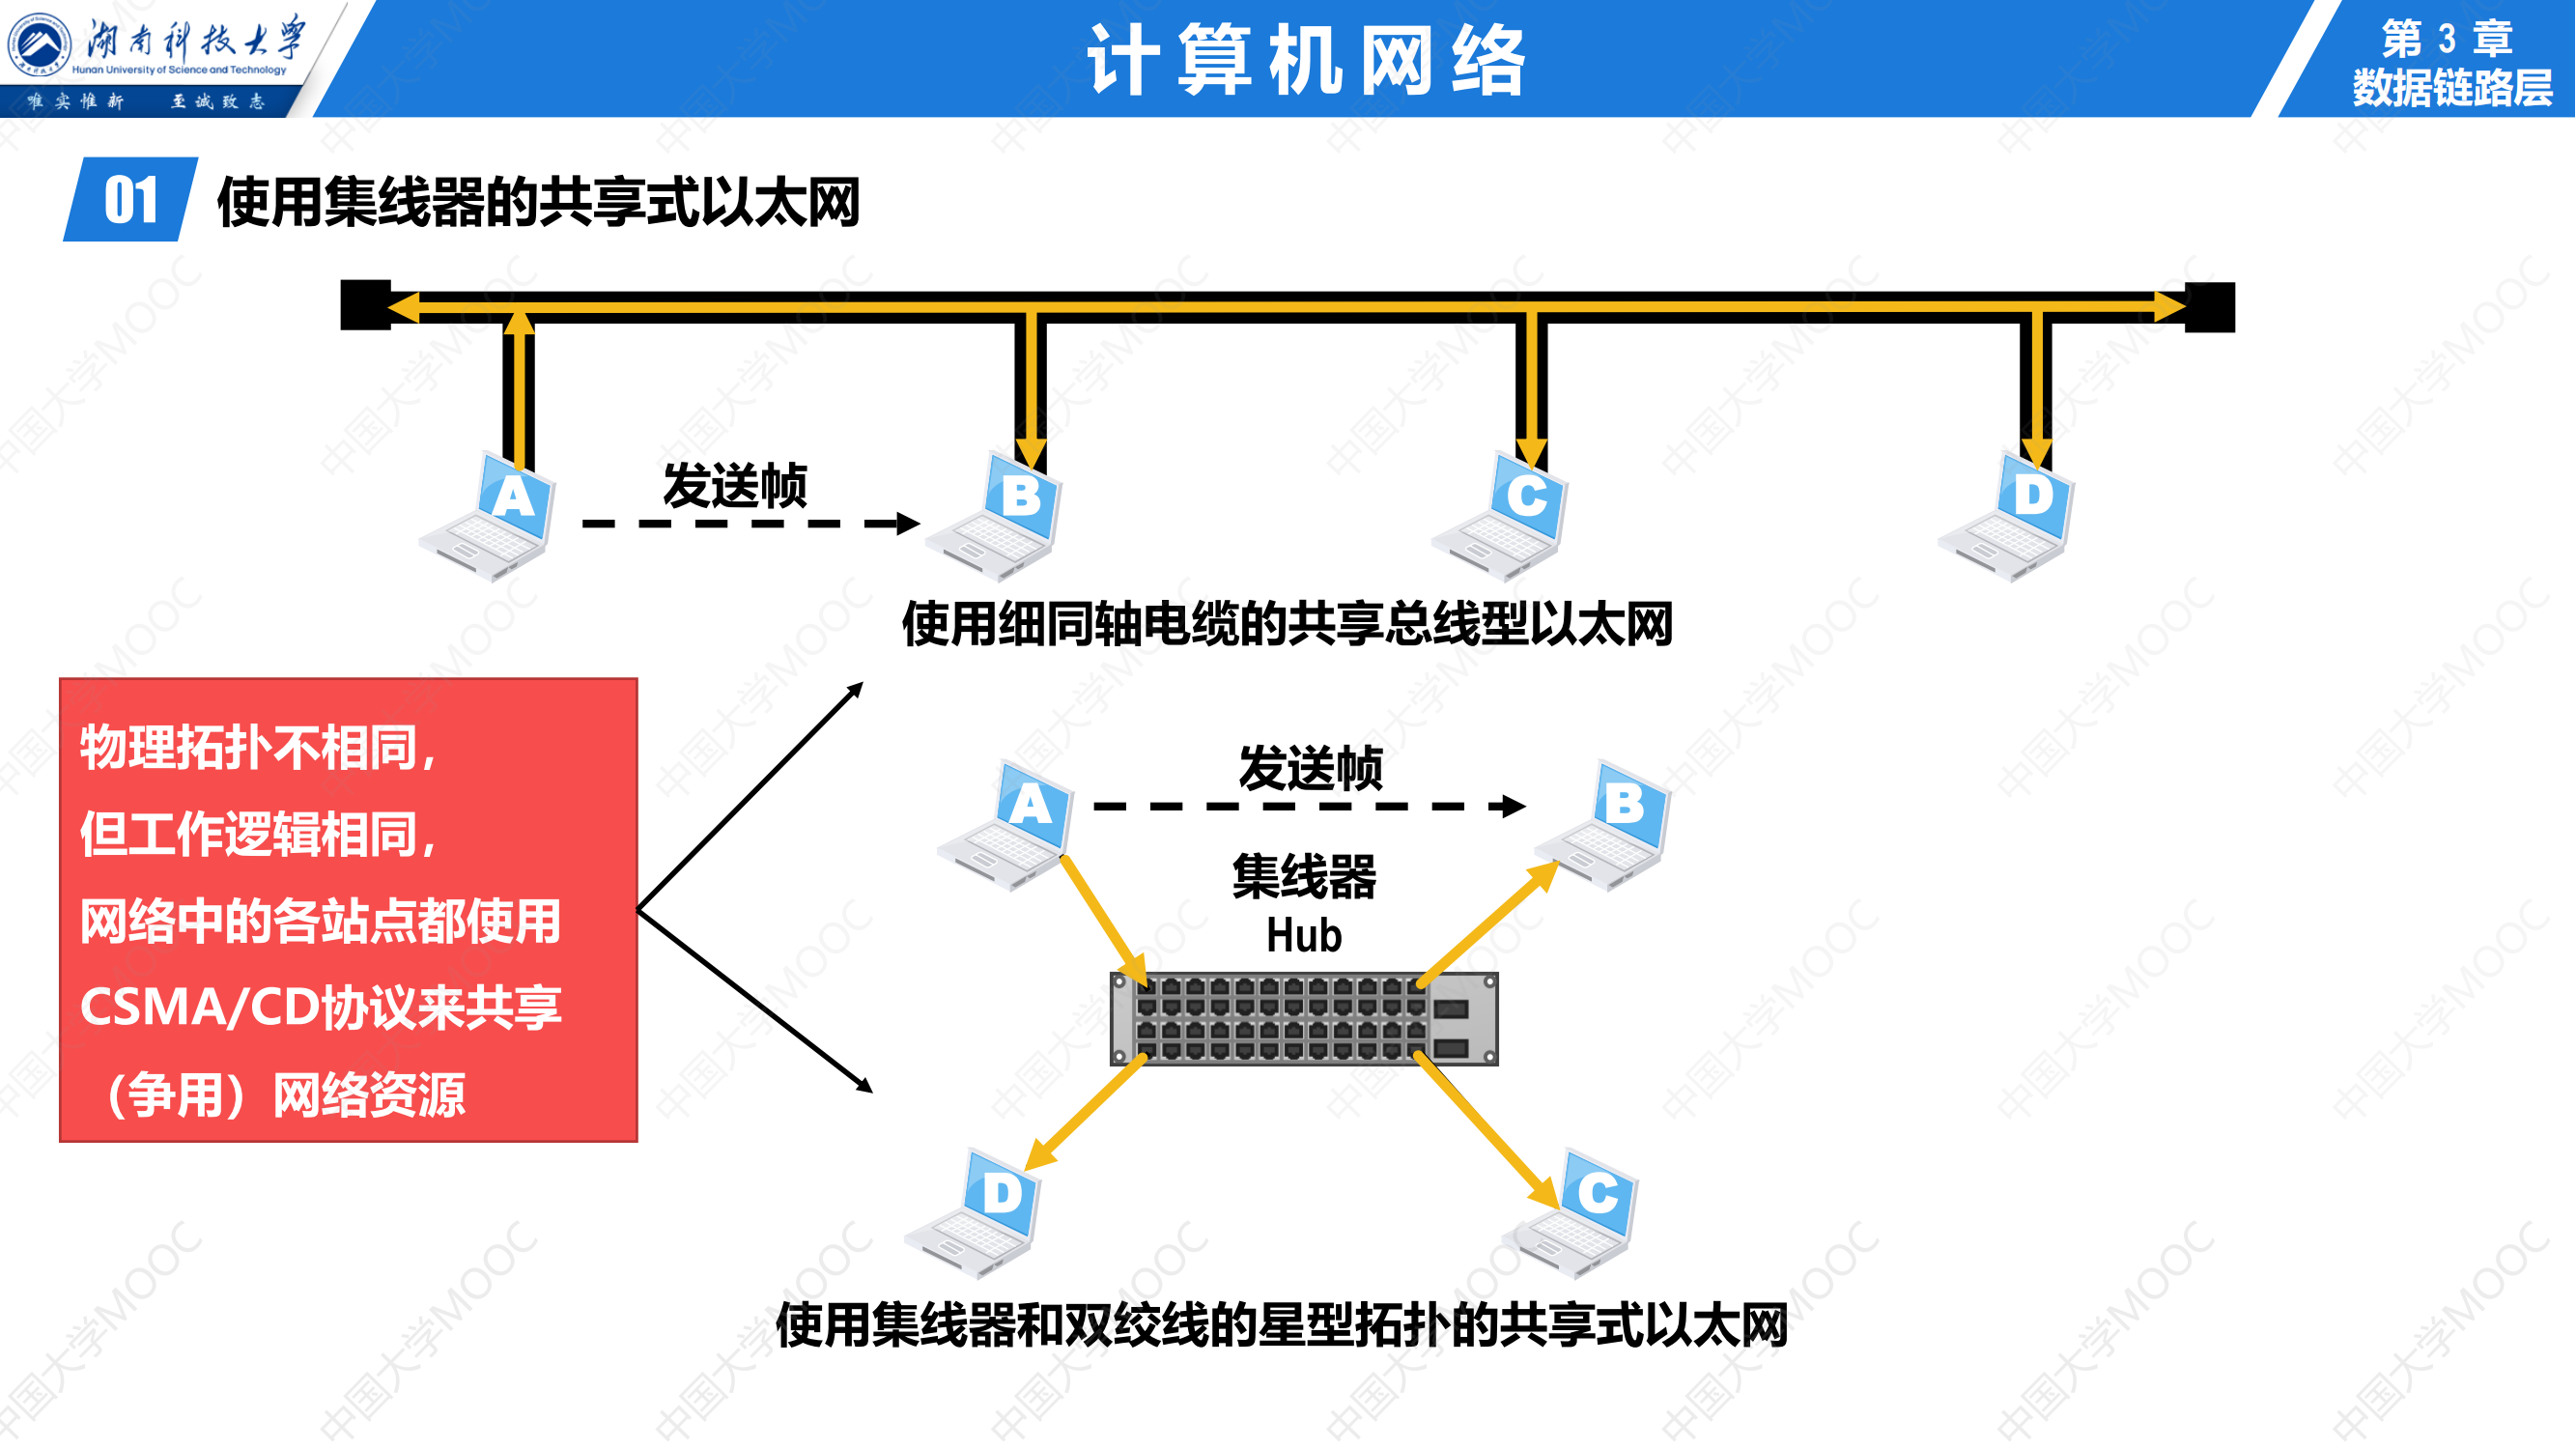 湖南科技大学
Hunan University of Science and Technology
唯实惟新 至诚致志
计算机网络
第 3 章
数据链路层
01
使用集线器的共享式以太网
A
发送帧
B
C
D
使用细同轴电缆的共享总线型以太网
物理拓扑不相同，
但工作逻辑相同，
网络中的各站点都使用
CSMA/CD协议来共享
（争用）网络资源
A
发送帧
B
集线器
Hub
D
C
使用集线器和双绞线的星型拓扑的共享式以太网
中国大学MOOC